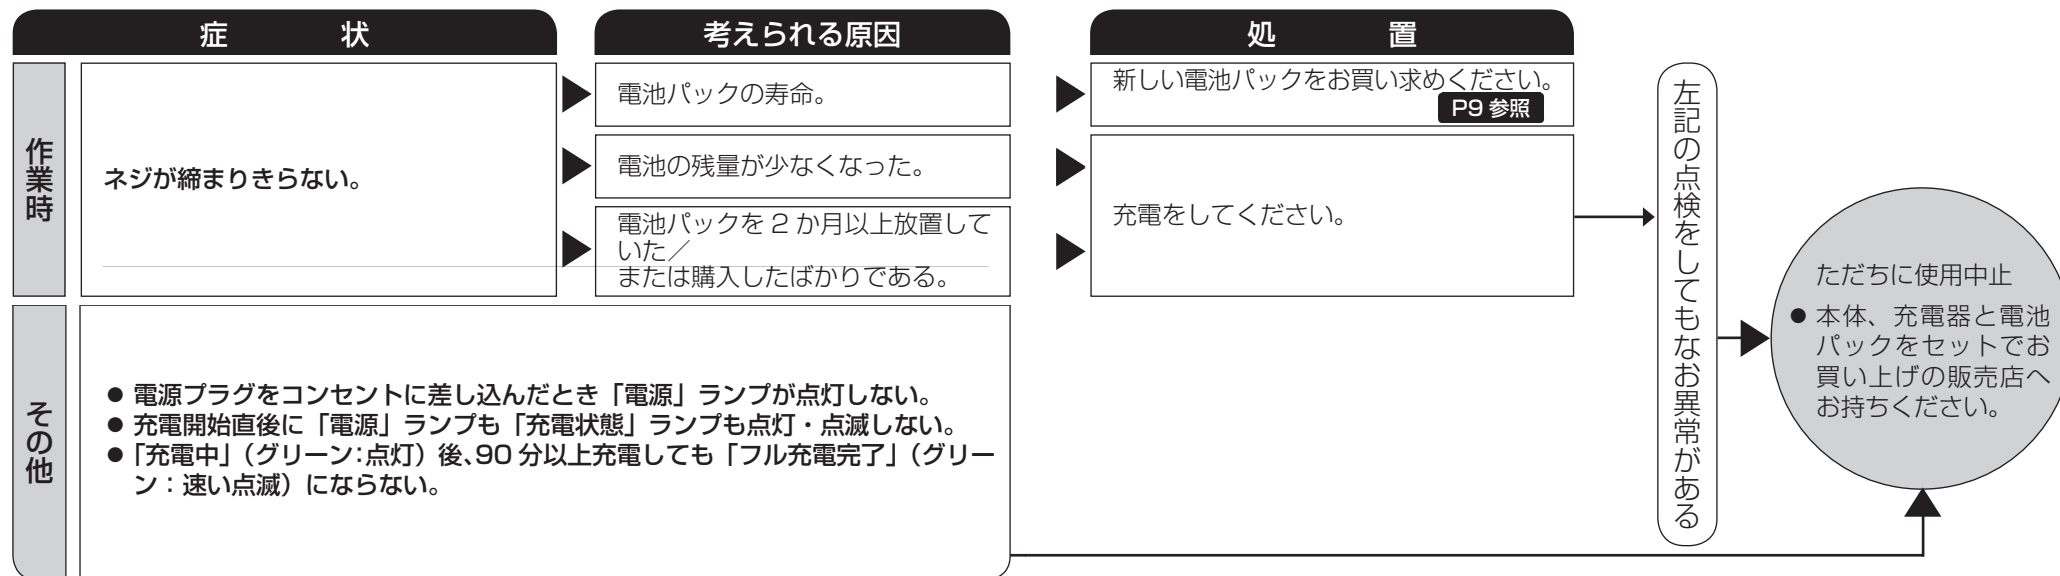 症状
考えられる原因
処置
作業時
ネジが締まりきらない。
電池パックの寿命。
新しい電池パックをお買い求めください。
P9 参照
電池の残量が少なくなった。
電池パックを 2 か月以上放置して
いた/
または購入したばかりである。
充電をしてください。
左記の点検をしてもなお異常がある
ただちに使用中止
● 本体、充電器と電池
パックをセットでお
買い上げの販売店へ
お持ちください。
その他
● 電源プラグをコンセントに差し込んだとき「電源」ランプが点灯しない。
● 充電開始直後に「電源」ランプも「充電状態」ランプも点灯・点滅しない。
●「充電中」(グリーン:点灯)後、90 分以上充電しても「フル充電完了」(グリー
ン:速い点滅)にならない。